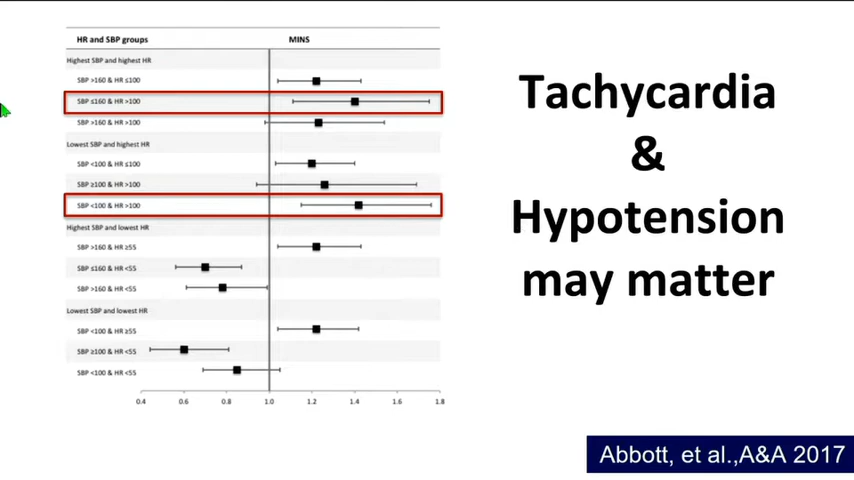 HR and SBP groups MINS
Highest SBP and highest HR
SBP >160 & HR ≤100
SBP ≤160 & HR >100
SBP >160 & HR >100
Lowest SBP and highest HR
SBP <100 & HR ≤100
SBP ≥100 & HR >100
SBP <100 & HR >100
Highest SBP and lowest HR
SBP >160 & HR ≥55
SBP ≤160 & HR <55
SBP >160 & HR <55
Lowest SBP and lowest HR
SBP <100 & HR ≥55
SBP ≥100 & HR <55
SBP <100 & HR <55
0.4 0.6 0.8 1.0 1.2 1.4 1.6 1.8
Tachycardia
&
Hypotension
may matter
Abbott, et al.,A&A 2017